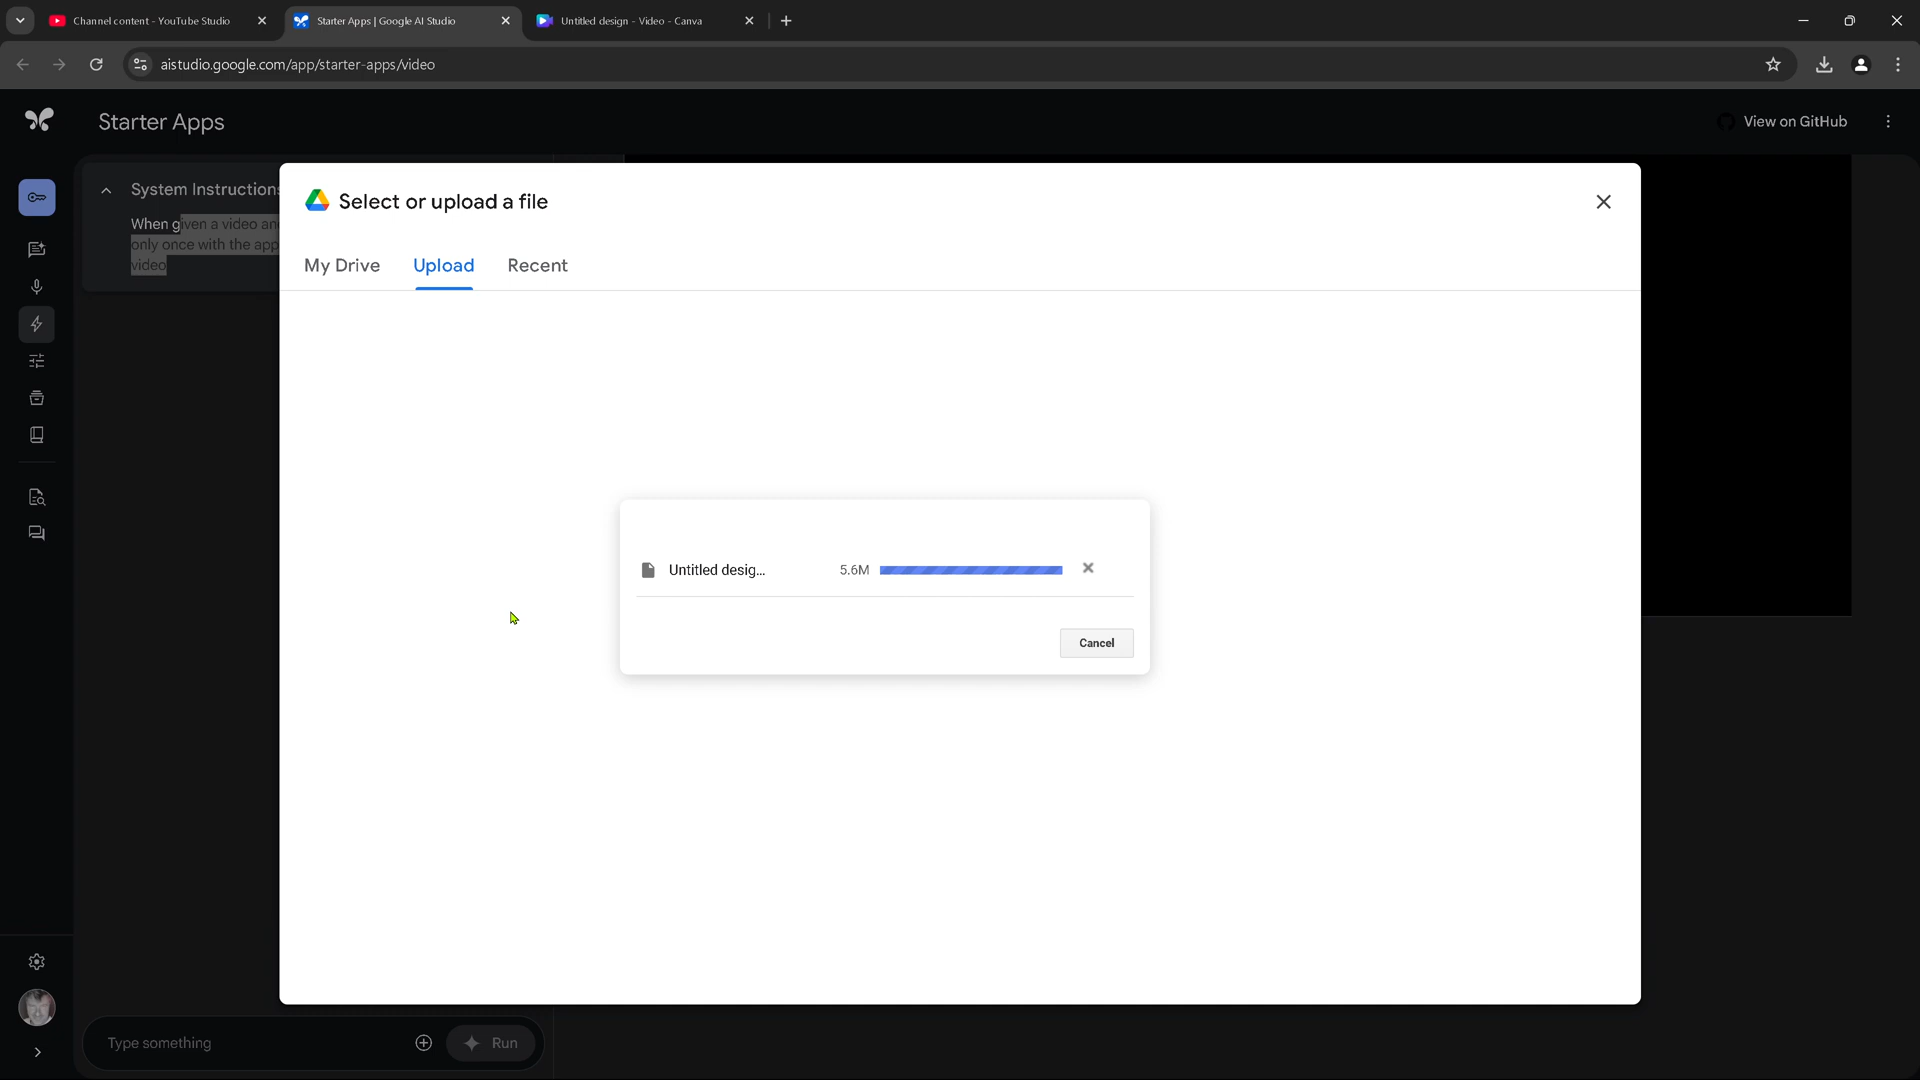 Channel content - YouTube Studio
Starter Apps | Google AI Studio
Untitled design - Video - Canva
aistudio.google.com/app/starter-apps/video
Starter Apps
View on GitHub
System Instructions
When given a video an
only once with the app
video
Select or upload a file
My Drive
Upload
Recent
Untitled desig...
5.6M
Cancel
Type something
Run